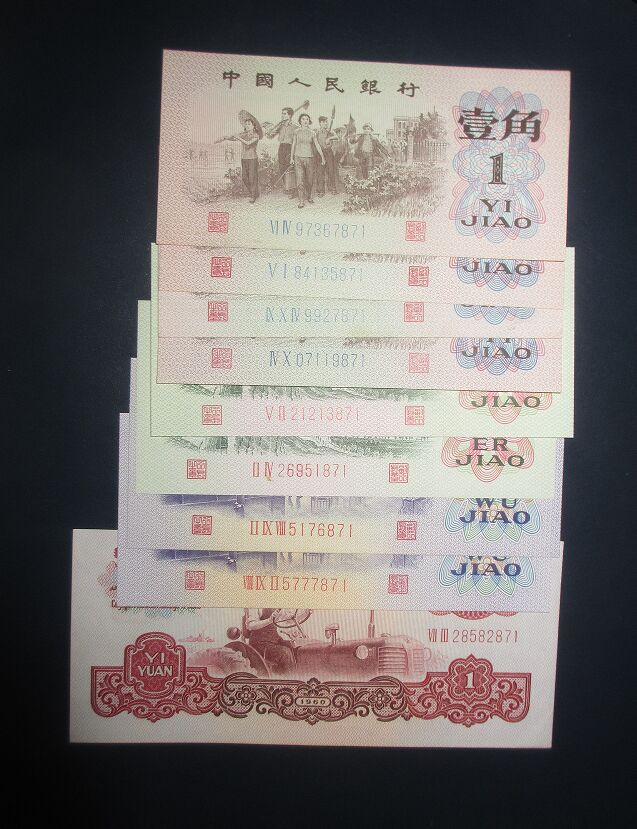 中國人民銀行
壹角
1
YI
JIAO
VI IV 97367871
JIAO
V I 84135871
IX X IV 9927871
JIAO
IV X 07119871
JIAO
V II 21213871
ER
JIAO
II IV 26951871
WU
JIAO
II IX VIII 5176871
WU
JIAO
VIII IX II 5777871
VII III 28582871
YI
YUAN
1
1960